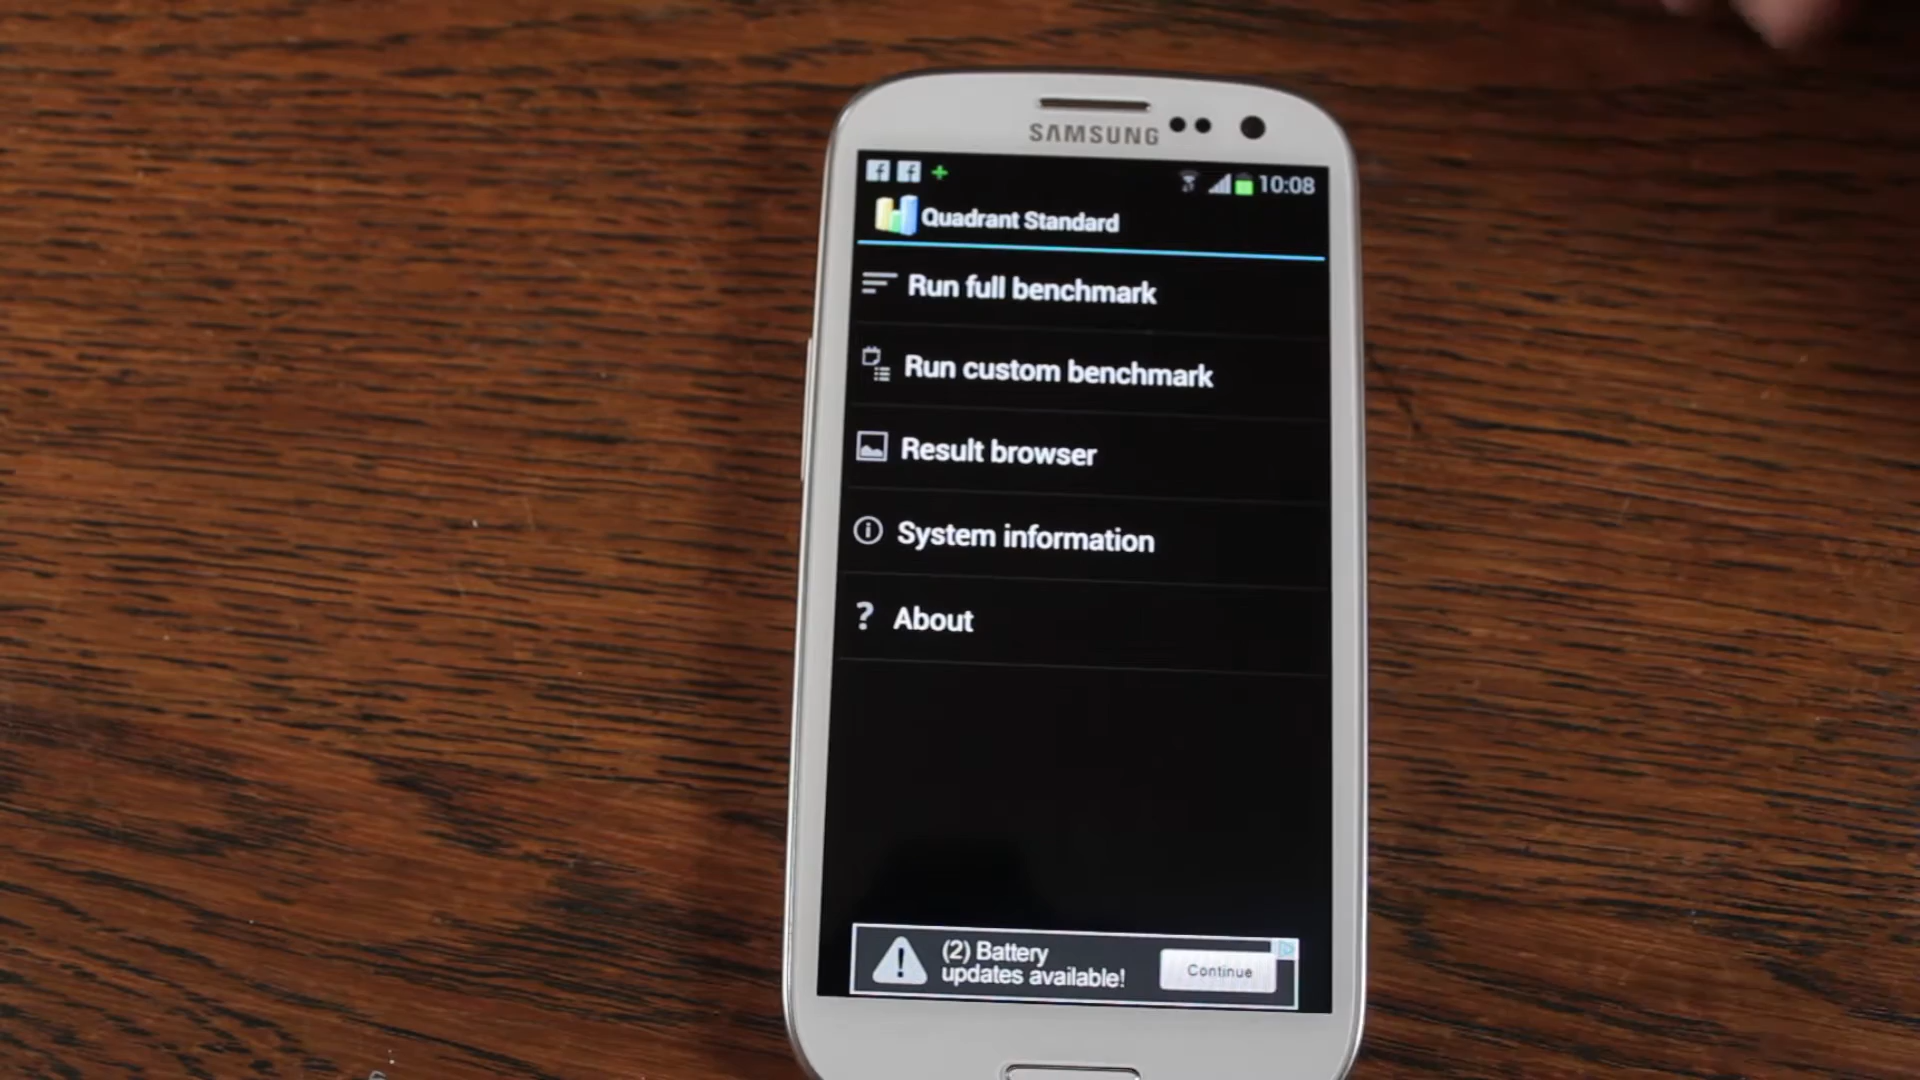 SAMSUNG
10:08
Quadrant Standard
Run full benchmark
Run custom benchmark
Result browser
System information
? About
(2) Battery
updates available!
Continue